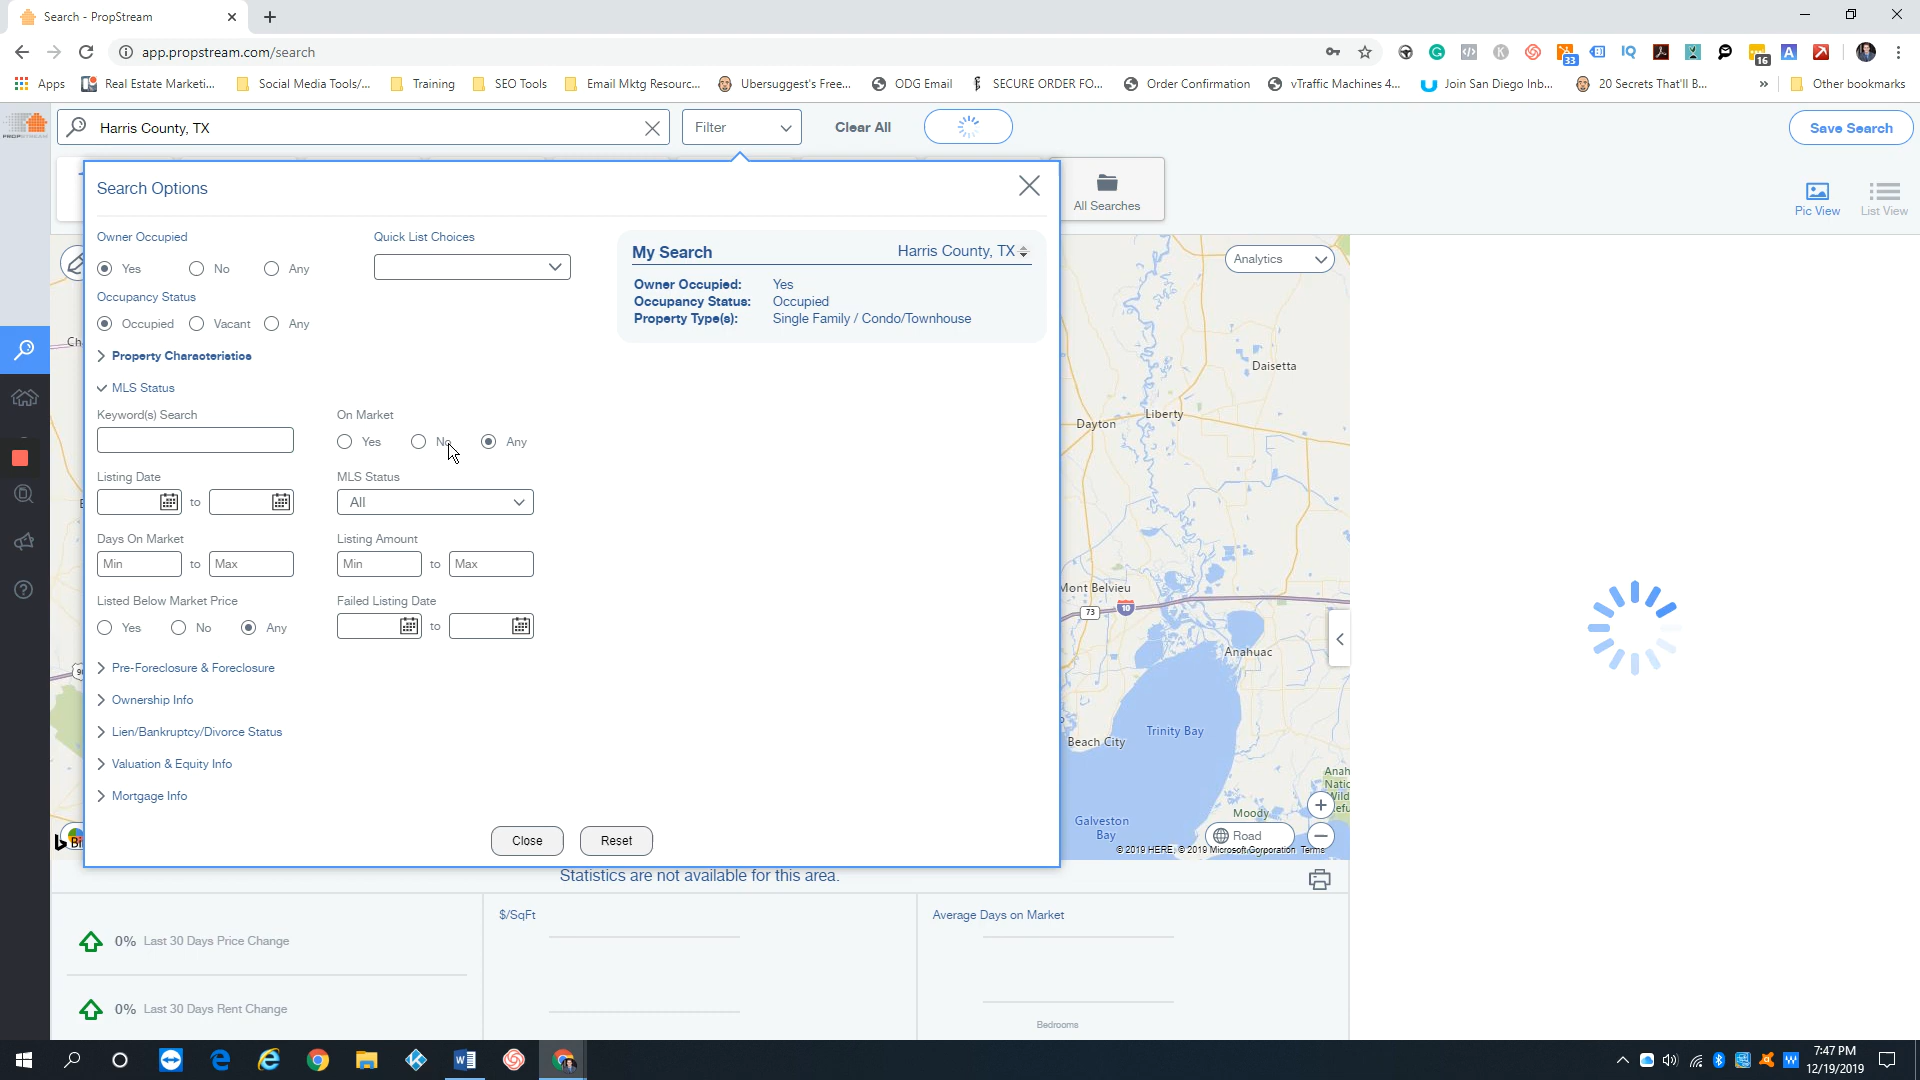 Search - PropStream
app.propstream.com/search
33
16
Apps
Real Estate Marketi...
Social Media Tools/...
Training
SEO Tools
Email Mktg Resourc...
Ubersuggest's Free...
ODG Email
SECURE ORDER FO...
Order Confirmation
vTraffic Machines 4...
Join San Diego Inb...
20 Secrets That'll B...
»
Other bookmarks
PROPSTREAM
Harris County, TX
Filter
Clear All
Save Search
Search Options
All Searches
Pic View
List View
Owner Occupied
Yes
No
Any
Quick List Choices
Occupancy Status
Occupied
Vacant
Any
My Search
Harris County, TX
Owner Occupied: Yes
Occupancy Status: Occupied
Property Type(s): Single Family / Condo/Townhouse
Analytics
Property Characteristics
MLS Status
Keyword(s) Search
On Market
Yes
No
Any
Listing Date
to
MLS Status
All
Days On Market
Min
to
Max
Listing Amount
Min
to
Max
Listed Below Market Price
Yes
No
Any
Failed Listing Date
to
Pre-Foreclosure & Foreclosure
Ownership Info
Lien/Bankruptcy/Divorce Status
Valuation & Equity Info
Mortgage Info
Close
Reset
Daisetta
Liberty
Dayton
Mont Belvieu
10
73
Anahuac
Trinity Bay
Beach City
Anah
Natic
Wild
Refu
Moody
Galveston
Bay
Road
© 2019 HERE, © 2019 Microsoft Corporation Terms
Statistics are not available for this area.
0% Last 30 Days Price Change
0% Last 30 Days Rent Change
$/SqFt
Average Days on Market
Bedrooms
7:47 PM
12/19/2019